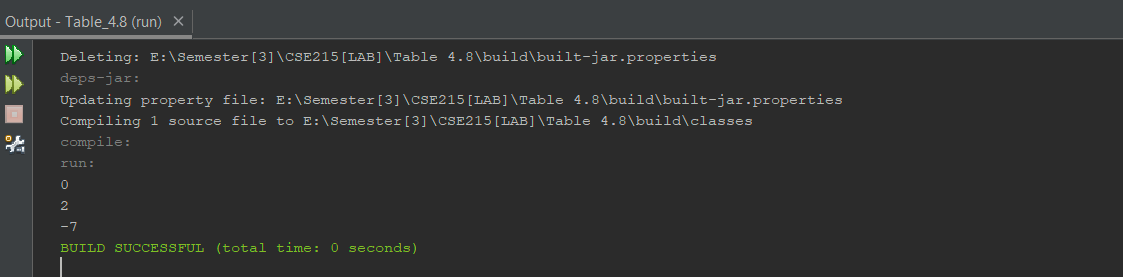 Output - Table_4.8 (run) ×
Deleting: E:\Semester[3]\CSE215[LAB]\Table 4.8\build\built-jar.properties
deps-jar:
Updating property file: E:\Semester[3]\CSE215[LAB]\Table 4.8\build\built-jar.properties
Compiling 1 source file to E:\Semester[3]\CSE215[LAB]\Table 4.8\build\classes
compile:
run:
0
2
-7
BUILD SUCCESSFUL (total time: 0 seconds)